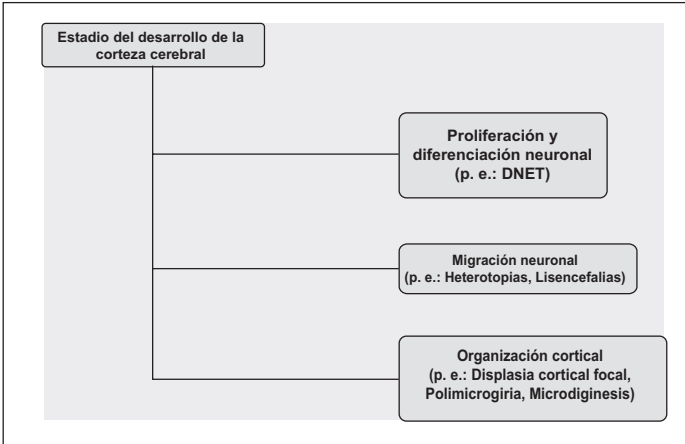 Estadio del desarrollo de la
corteza cerebral
Proliferación y
diferenciación neuronal
(p. e.: DNET)
Migración neuronal
(p. e.: Heterotopias, Lisencefalias)
Organización cortical
(p. e.: Displasia cortical focal,
Polimicrogiria, Microdiginesis)